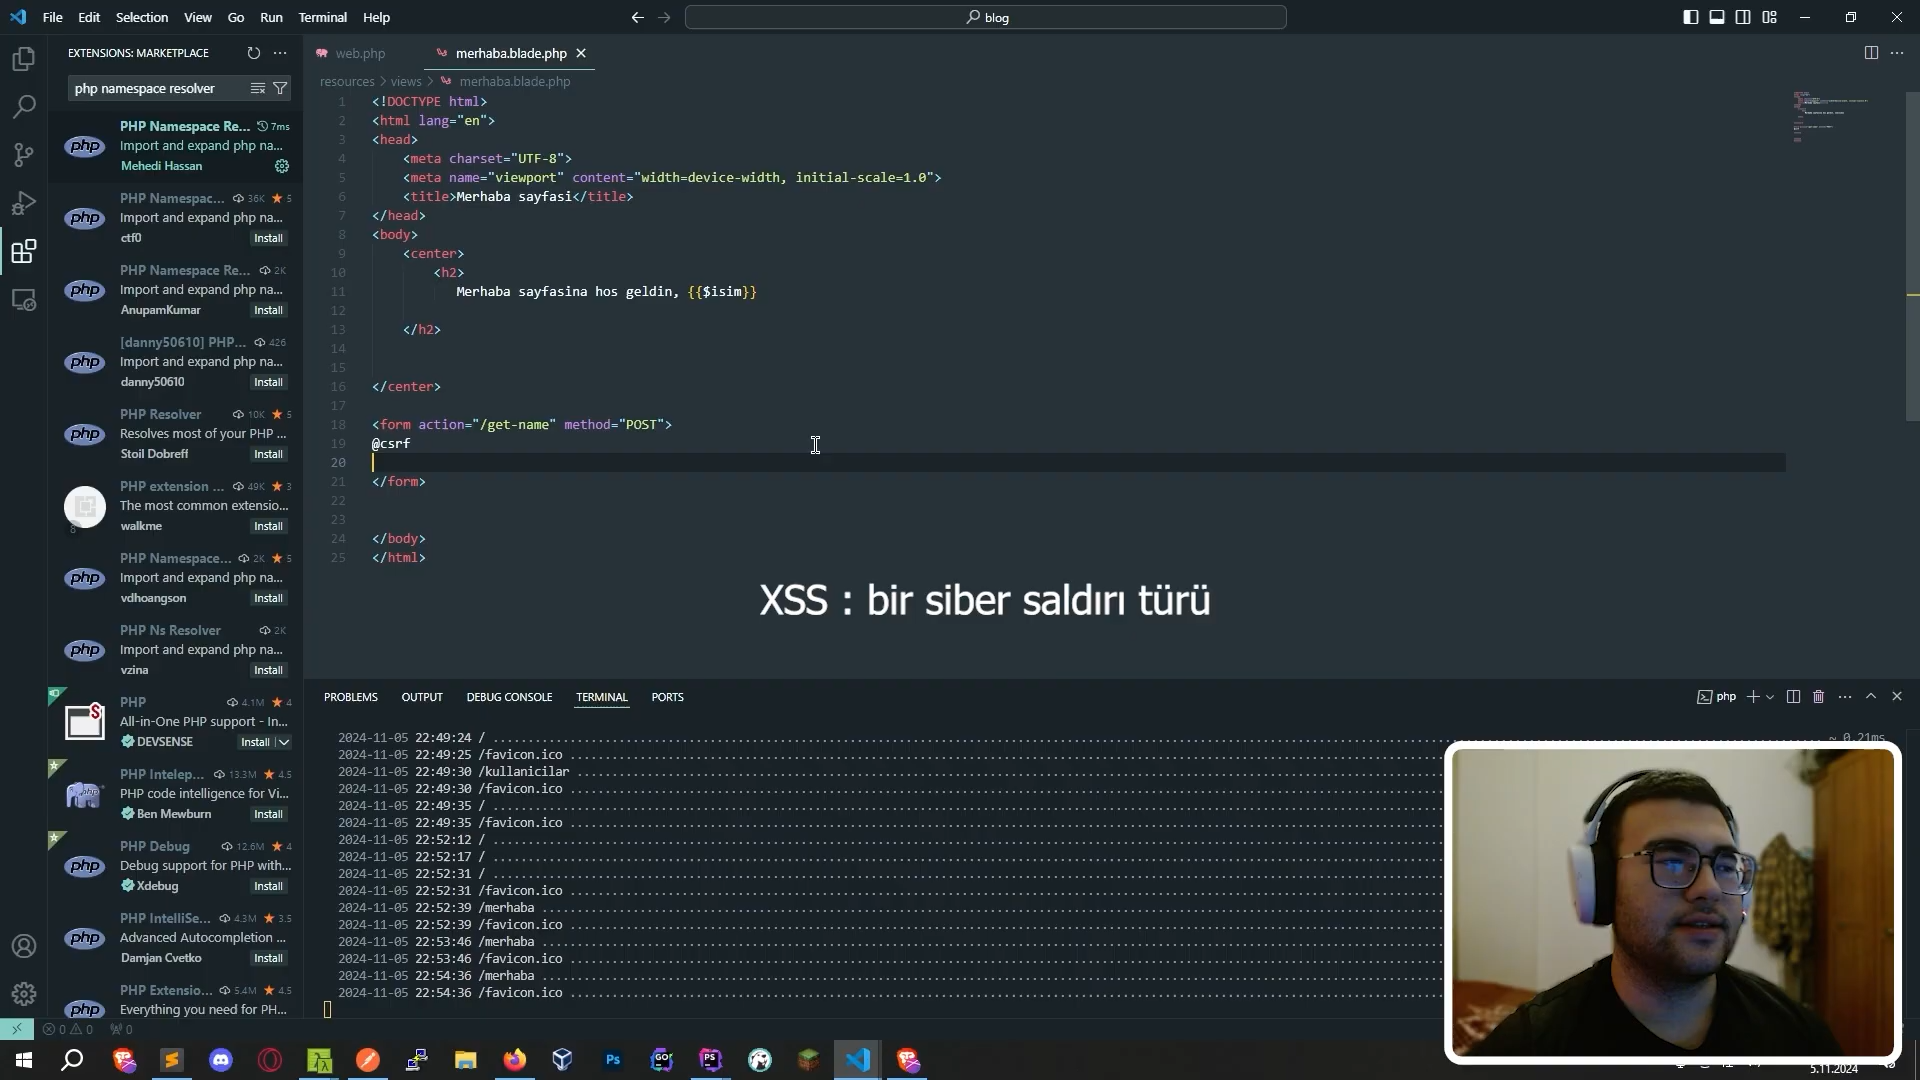 File Edit Selection View Go Run Terminal Help
blog
EXTENSIONS: MARKETPLACE
php namespace resolver
PHP Namespace Re... 7ms
Import and expand php na...
Mehedi Hassan
PHP Namespac... 36K 5
Import and expand php na...
ctf0 Install
PHP Namespace Re... 2K
Import and expand php na...
AnupamKumar Install
[danny50610] PHP... 426
Import and expand php na...
danny50610 Install
PHP Resolver 10K 5
Resolves most of your PHP ...
Stoil Dobreff Install
PHP extension ... 49K 3
The most common extensio...
walkme Install
PHP Namespace... 2K 5
Import and expand php na...
vdhoangson Install
PHP Ns Resolver 2K
Import and expand php na...
vzina Install
PHP 4.1M 4
All-in-One PHP support - In...
DEVSENSE Install
PHP Intelep... 13.3M 4.5
PHP code intelligence for Vi...
Ben Mewburn Install
PHP Debug 12.6M 4
Debug support for PHP with...
Xdebug Install
PHP IntelliSe... 4.3M 3.5
Advanced Autocompletion ...
Damjan Cvetko Install
PHP Extensio... 5.4M 4.5
Everything you need for PH...
web.php merhaba.blade.php
resources > views > merhaba.blade.php
1 <!DOCTYPE html>
2 <html lang="en">
3 <head>
4 <meta charset="UTF-8">
5 <meta name="viewport" content="width=device-width, initial-scale=1.0">
6 <title>Merhaba sayfasi</title>
7 </head>
8 <body>
9 <center>
10 <h2>
11 Merhaba sayfasina hos geldin, {{$isim}}
12
13 </h2>
14
15
16 </center>
17
18 <form action="/get-name" method="POST">
19 @csrf
20
21 </form>
22
23
24 </body>
25 </html>
XSS : bir siber saldırı türü
PROBLEMS OUTPUT DEBUG CONSOLE TERMINAL PORTS
php
2024-11-05 22:49:24 / ~ 0.21ms
2024-11-05 22:49:25 /favicon.ico
2024-11-05 22:49:30 /kullanicilar
2024-11-05 22:49:30 /favicon.ico
2024-11-05 22:49:35 /
2024-11-05 22:49:35 /favicon.ico
2024-11-05 22:52:12 /
2024-11-05 22:52:17 /
2024-11-05 22:52:31 /
2024-11-05 22:52:31 /favicon.ico
2024-11-05 22:52:39 /merhaba
2024-11-05 22:52:39 /favicon.ico
2024-11-05 22:53:46 /merhaba
2024-11-05 22:53:46 /favicon.ico
2024-11-05 22:54:36 /merhaba
2024-11-05 22:54:36 /favicon.ico
0 0 0
5.11.2024